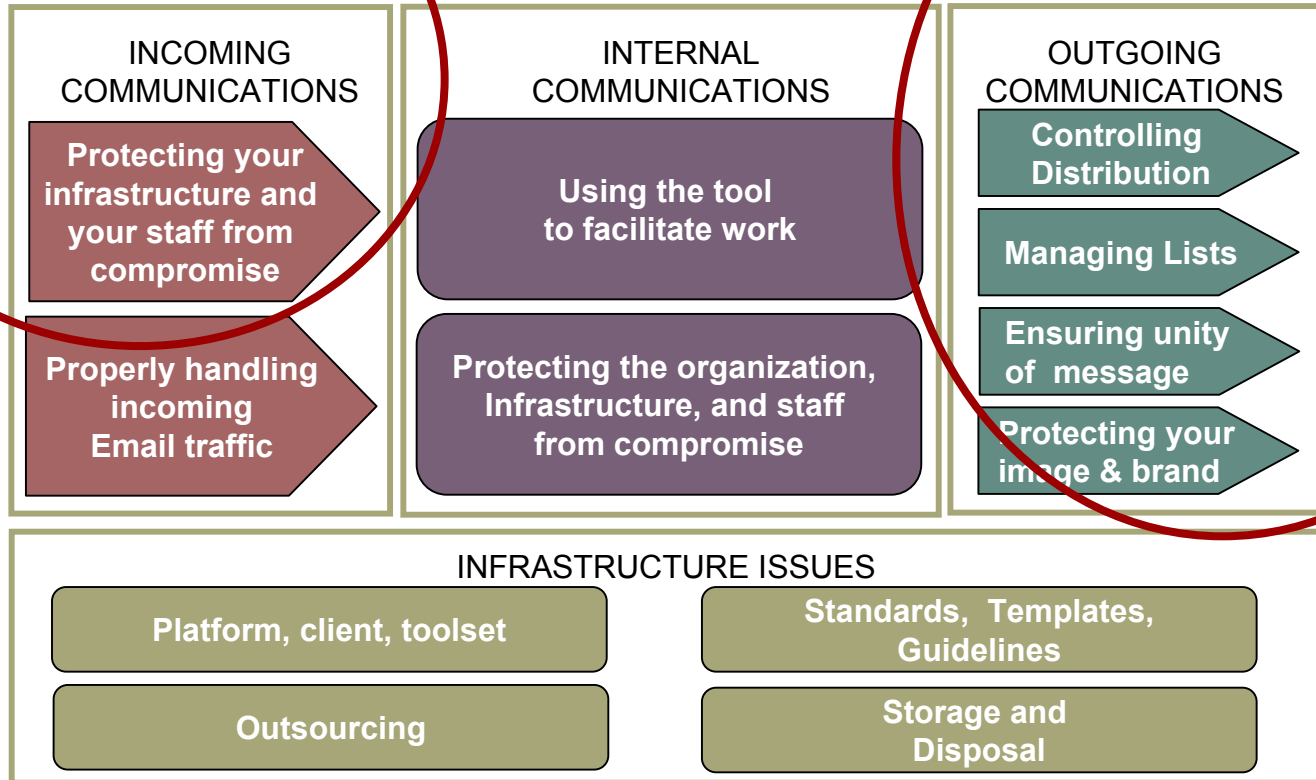 INCOMING
COMMUNICATIONS
Protecting your
infrastructure and
your staff from
compromise
Properly handling
incoming
Email traffic
INTERNAL
COMMUNICATIONS
Using the tool
to facilitate work
Protecting the organization,
Infrastructure, and staff
from compromise
OUTGOING
COMMUNICATIONS
Controlling
Distribution
Managing Lists
Ensuring unity
of message
Protecting your
image & brand
INFRASTRUCTURE ISSUES
Platform, client, toolset
Standards, Templates,
Guidelines
Outsourcing
Storage and
Disposal